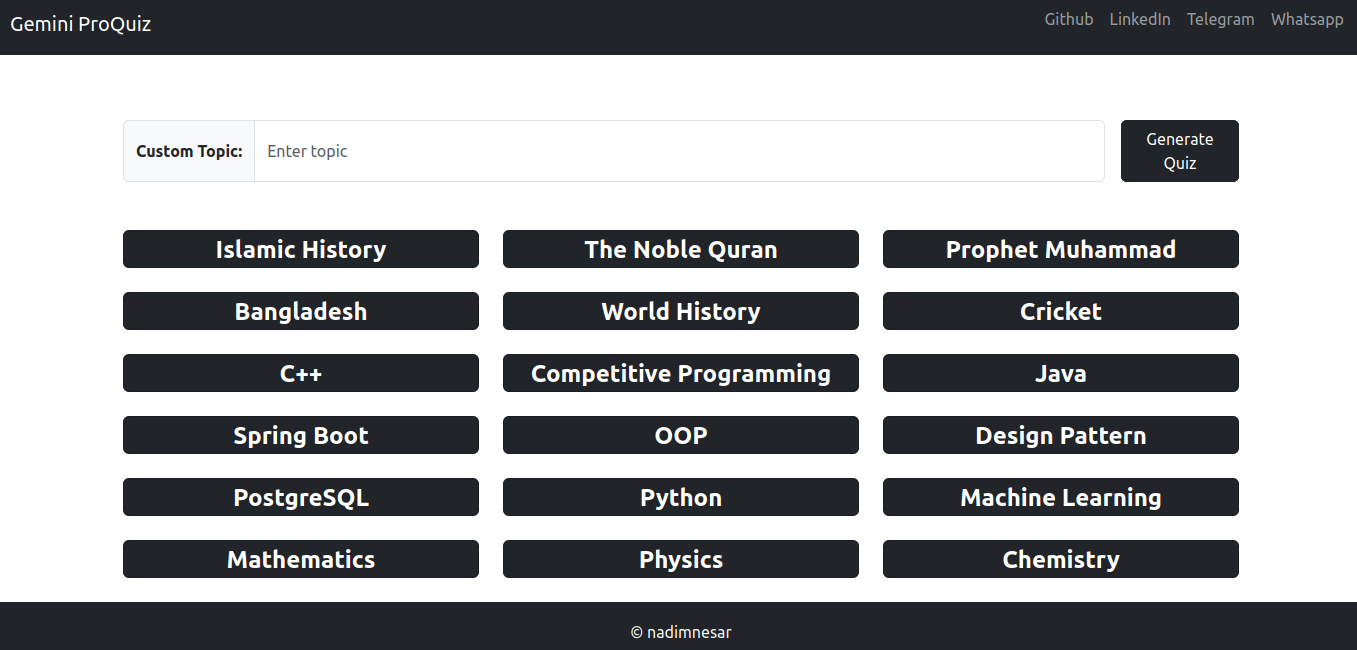 Gemini ProQuiz
Github LinkedIn Telegram Whatsapp
Custom Topic: Enter topic
Generate
Quiz
Islamic History The Noble Quran Prophet Muhammad
Bangladesh World History Cricket
C++ Competitive Programming Java
Spring Boot OOP Design Pattern
PostgreSQL Python Machine Learning
Mathematics Physics Chemistry
© nadimnesar